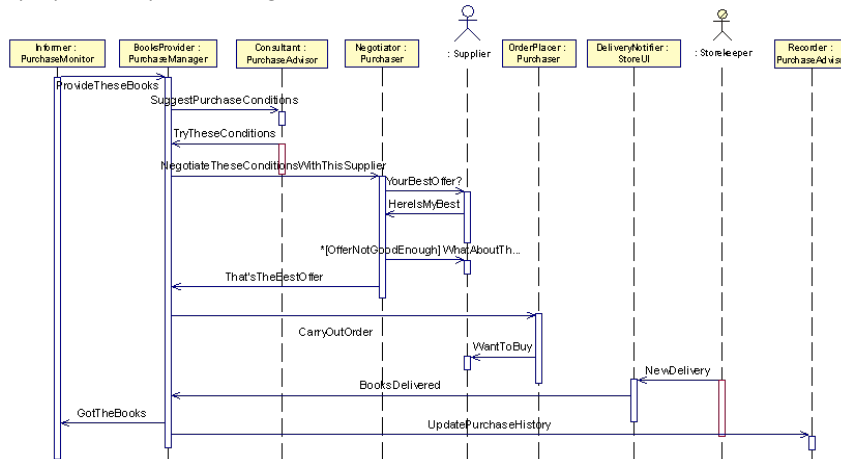 Informer :
PurchaseMonitor
BooksProvider :
PurchaseManager
Consultant :
PurchaseAdvisor
Negotiator :
Purchaser
: Supplier
OrderPlacer :
Purchaser
DeliveryNotifier :
StoreUI
: Storekeeper
Recorder :
PurchaseAdviso
ProvideTheseBooks
SuggestPurchaseConditions
TryTheseConditions
NegotiateTheseConditionsWithThisSupplier
YourBestOffer?
HereIsMyBest
*[OfferNotGoodEnough] WhatAboutTh...
That'sTheBestOffer
CarryOutOrder
WantToBuy
NewDelivery
BooksDelivered
GotTheBooks
UpdatePurchaseHistory